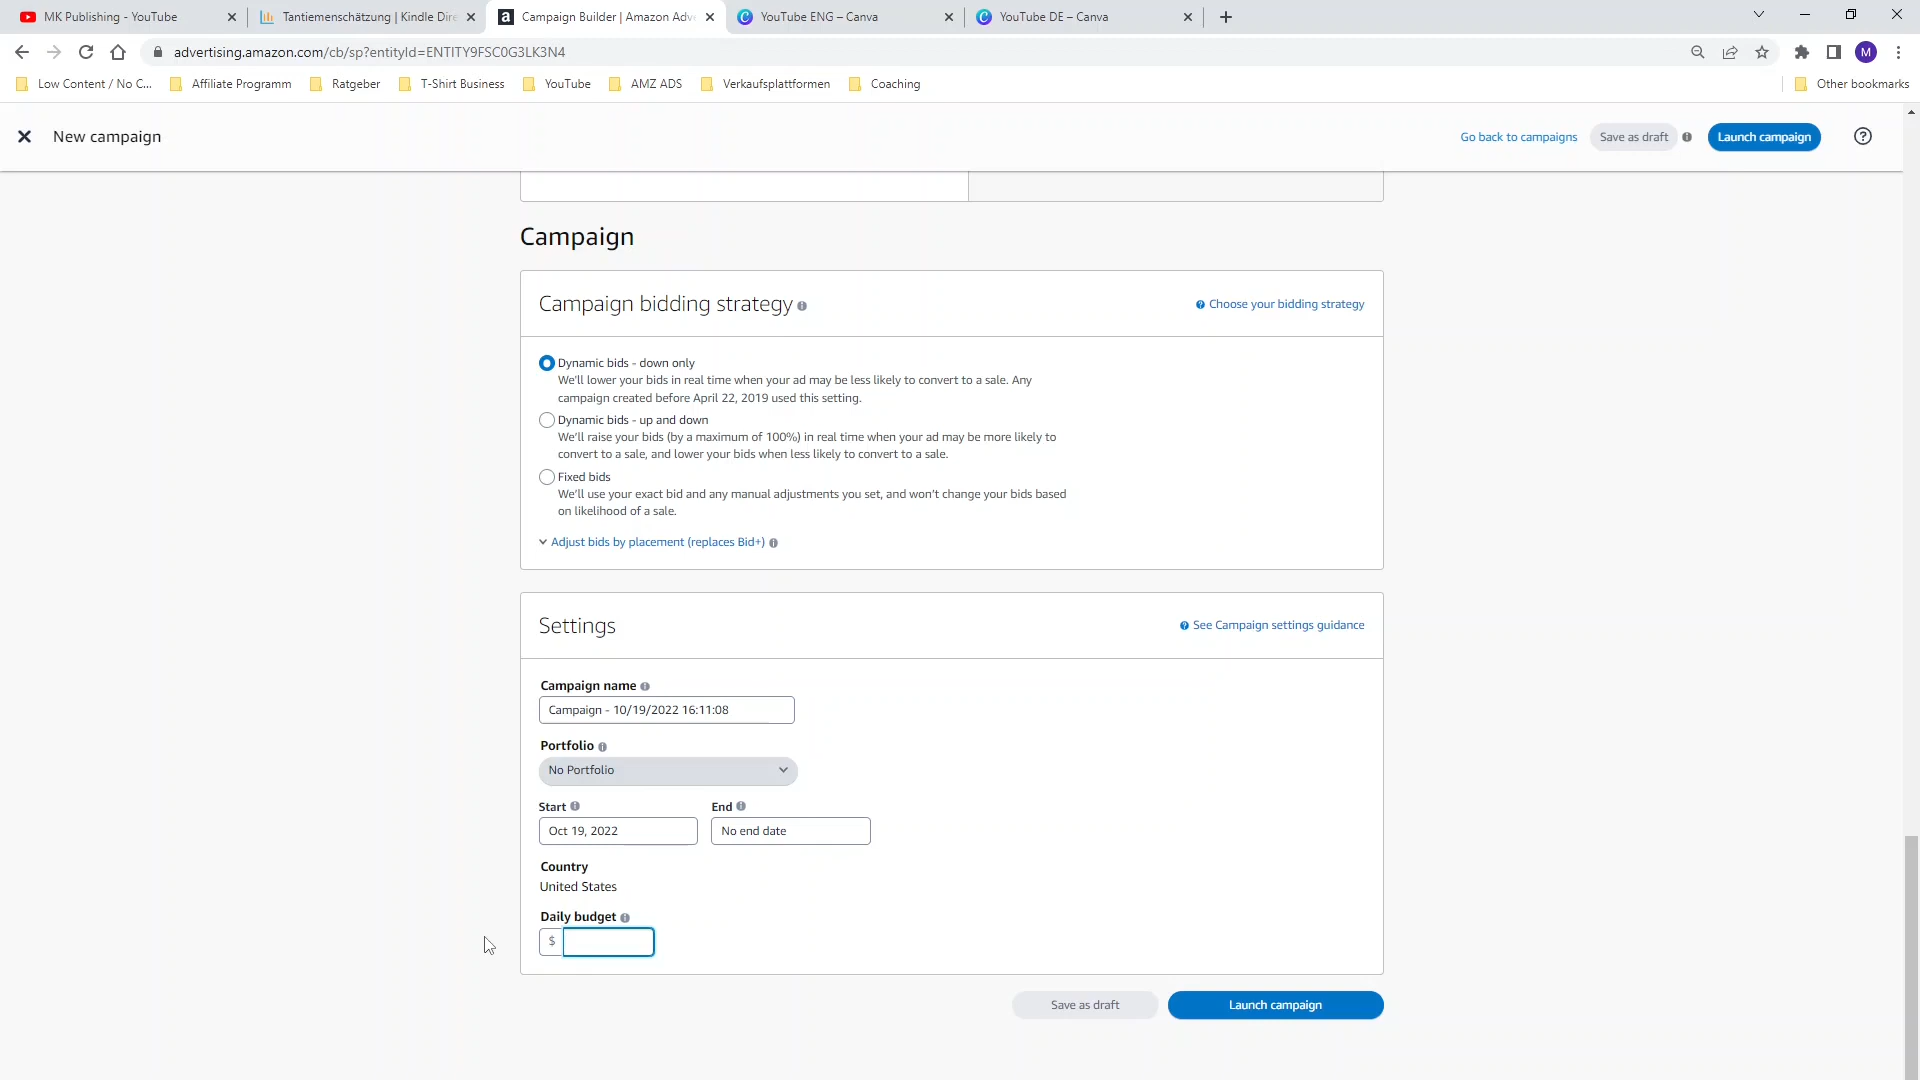 MK Publishing - YouTube
Tantiemenschätzung | Kindle Dire
Campaign Builder | Amazon Adve
YouTube ENG – Canva
YouTube DE – Canva
advertising.amazon.com/cb/sp?entityId=ENTITY9FSC0G3LK3N4
M
Low Content / No C...
Affiliate Programm
Ratgeber
T-Shirt Business
YouTube
AMZ ADS
Verkaufsplattformen
Coaching
Other bookmarks
New campaign
Go back to campaigns
Save as draft
Launch campaign
Campaign
Campaign bidding strategy
Choose your bidding strategy
Dynamic bids - down only
We'll lower your bids in real time when your ad may be less likely to convert to a sale. Any
campaign created before April 22, 2019 used this setting.
Dynamic bids - up and down
We'll raise your bids (by a maximum of 100%) in real time when your ad may be more likely to
convert to a sale, and lower your bids when less likely to convert to a sale.
Fixed bids
We'll use your exact bid and any manual adjustments you set, and won't change your bids based
on likelihood of a sale.
Adjust bids by placement (replaces Bid+)
Settings
See Campaign settings guidance
Campaign name
Campaign - 10/19/2022 16:11:08
Portfolio
No Portfolio
Start
End
Oct 19, 2022
No end date
Country
United States
Daily budget
$
Save as draft
Launch campaign